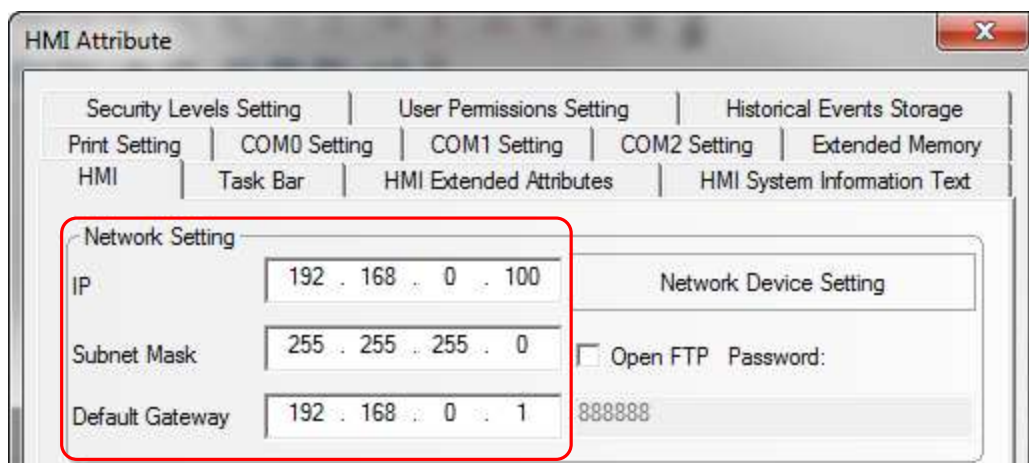 HMI Attribute
Security Levels Setting User Permissions Setting Historical Events Storage
Print Setting COM0 Setting COM1 Setting COM2 Setting Extended Memory
HMI Task Bar HMI Extended Attributes HMI System Information Text
Network Setting
IP 192 . 168 . 0 . 100 Network Device Setting
Subnet Mask 255 . 255 . 255 . 0 Open FTP Password:
Default Gateway 192 . 168 . 0 . 1 888888